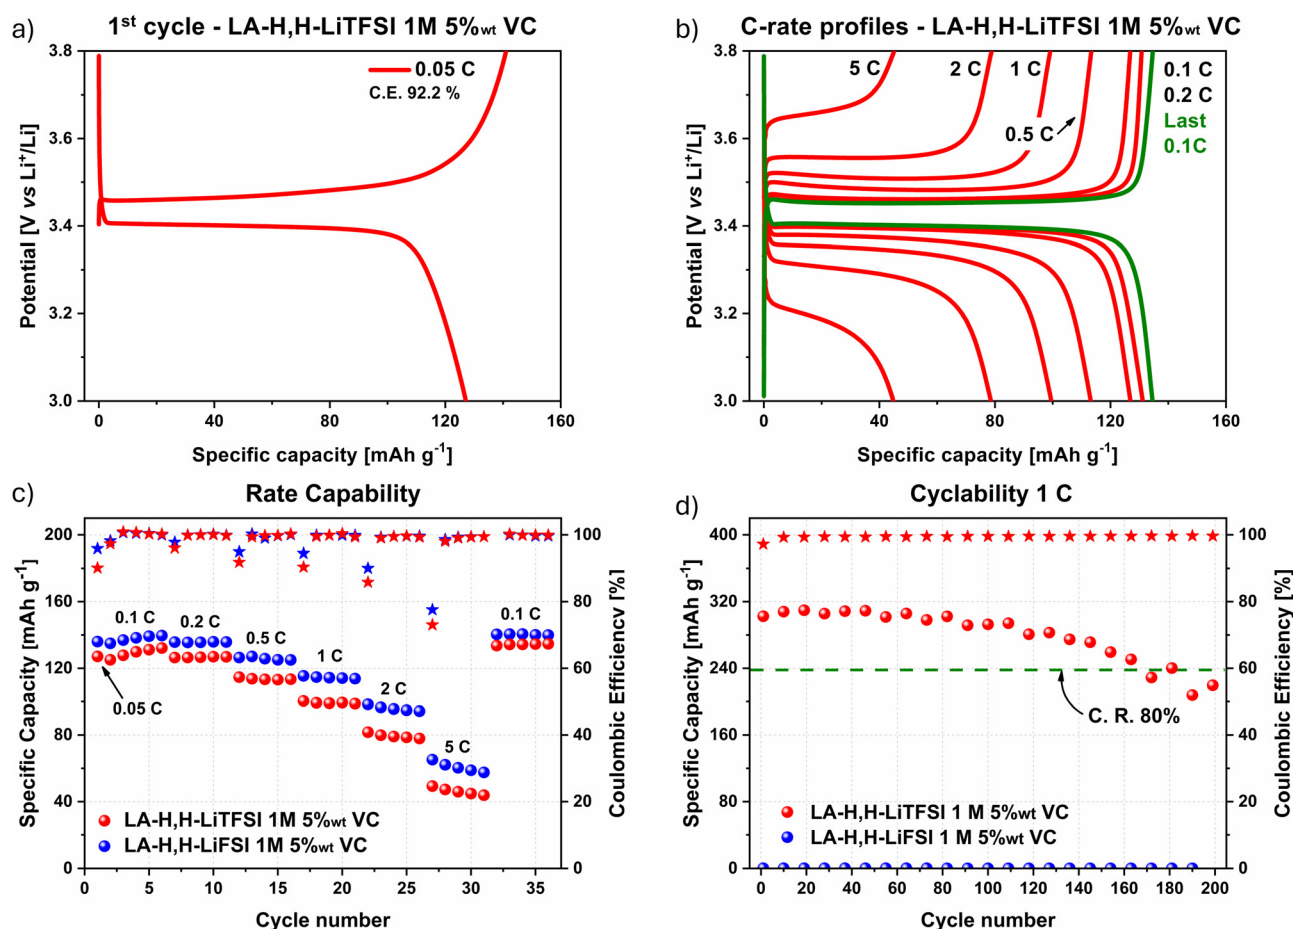 a)
1st cycle - LA-H,H-LiTFSI 1M 5%wt VC
0.05 C
C.E. 92.2 %
3.8
3.6
3.4
3.2
3.0
Potential [V vs Li+/Li]
0 40 80 120 160
Specific capacity [mAh g-1]
b)
C-rate profiles - LA-H,H-LiTFSI 1M 5%wt VC
5 C
2 C
1 C
0.5 C
0.1 C
0.2 C
Last
0.1C
3.8
3.6
3.4
3.2
3.0
Potential [V vs Li+/Li]
0 40 80 120 160
Specific capacity [mAh g-1]
c)
Rate Capability
200
160
120
80
40
0
Specific Capacity [mAh g-1]
0.1 C
0.2 C
0.5 C
1 C
2 C
5 C
0.05 C
LA-H,H-LiTFSI 1M 5%wt VC
LA-H,H-LiFSI 1M 5%wt VC
100
80
60
40
20
0
Coulombic Efficiency [%]
0 5 10 15 20 25 30 35
Cycle number
d)
Cyclability 1 C
400
320
240
160
80
0
Specific Capacity [mAh g-1]
C. R. 80%
LA-H,H-LiTFSI 1 M 5%wt VC
LA-H,H-LiFSI 1 M 5%wt VC
100
80
60
40
20
0
Coulombic Efficiency [%]
0 20 40 60 80 100 120 140 160 180 200
Cycle number